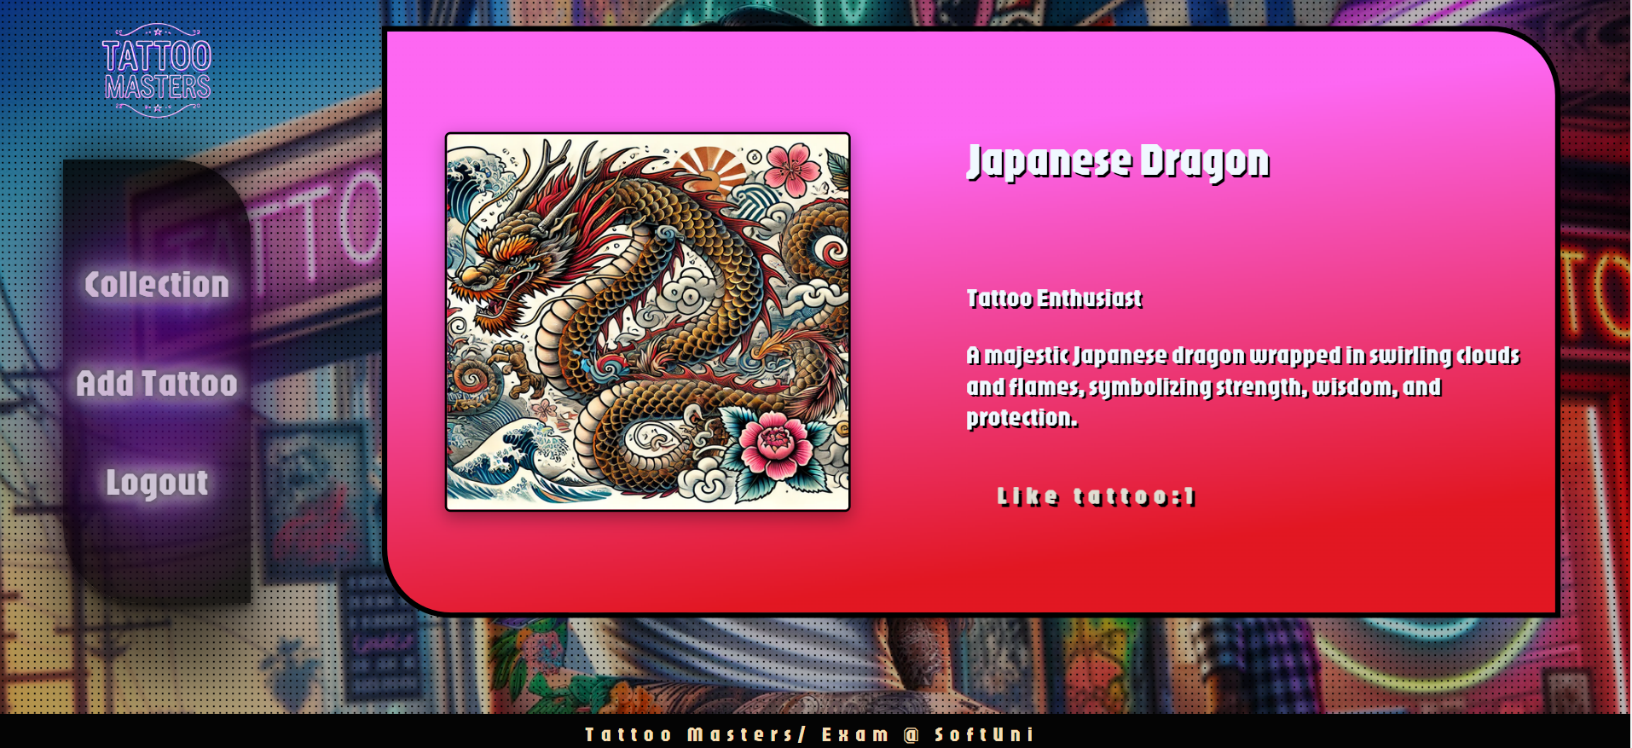 TATTOO
MASTERS
Collection
Add Tattoo
Logout
Japanese Dragon
Tattoo Enthusiast
A majestic Japanese dragon wrapped in swirling clouds
and flames, symbolizing strength, wisdom, and
protection.
Like tattoo:1
Tattoo Masters/ Exam @ SoftUni